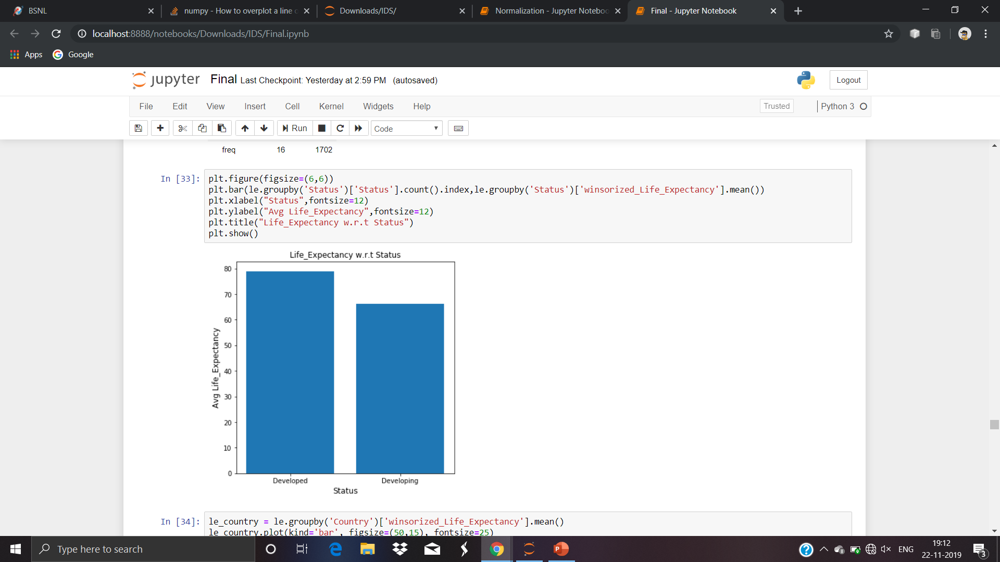 BSNL
numpy - How to overplot a line o
Downloads/IDS/
Normalization - Jupyter Noteboo
Final - Jupyter Notebook
localhost:8888/notebooks/Downloads/IDS/Final.ipynb
Apps
Google
jupyter
Final Last Checkpoint: Yesterday at 2:59 PM (autosaved)
Logout
File Edit View Insert Cell Kernel Widgets Help
Trusted
Python 3
Run
Code
freq 16 1702
In [33]:
plt.figure(figsize=(6,6))
plt.bar(le.groupby('Status')['Status'].count().index,le.groupby('Status')['winsorized_Life_Expectancy'].mean())
plt.xlabel("Status",fontsize=12)
plt.ylabel("Avg Life_Expectancy",fontsize=12)
plt.title("Life_Expectancy w.r.t Status")
plt.show()
Life_Expectancy w.r.t Status
80
70
60
50
40
30
20
10
0
Avg Life_Expectancy
Developed Developing
Status
In [34]:
le_country = le.groupby('Country')['winsorized_Life_Expectancy'].mean()
le_country.plot(kind='bar', figsize=(50,15), fontsize=25)
Type here to search
P
ENG
19:12
22-11-2019
3